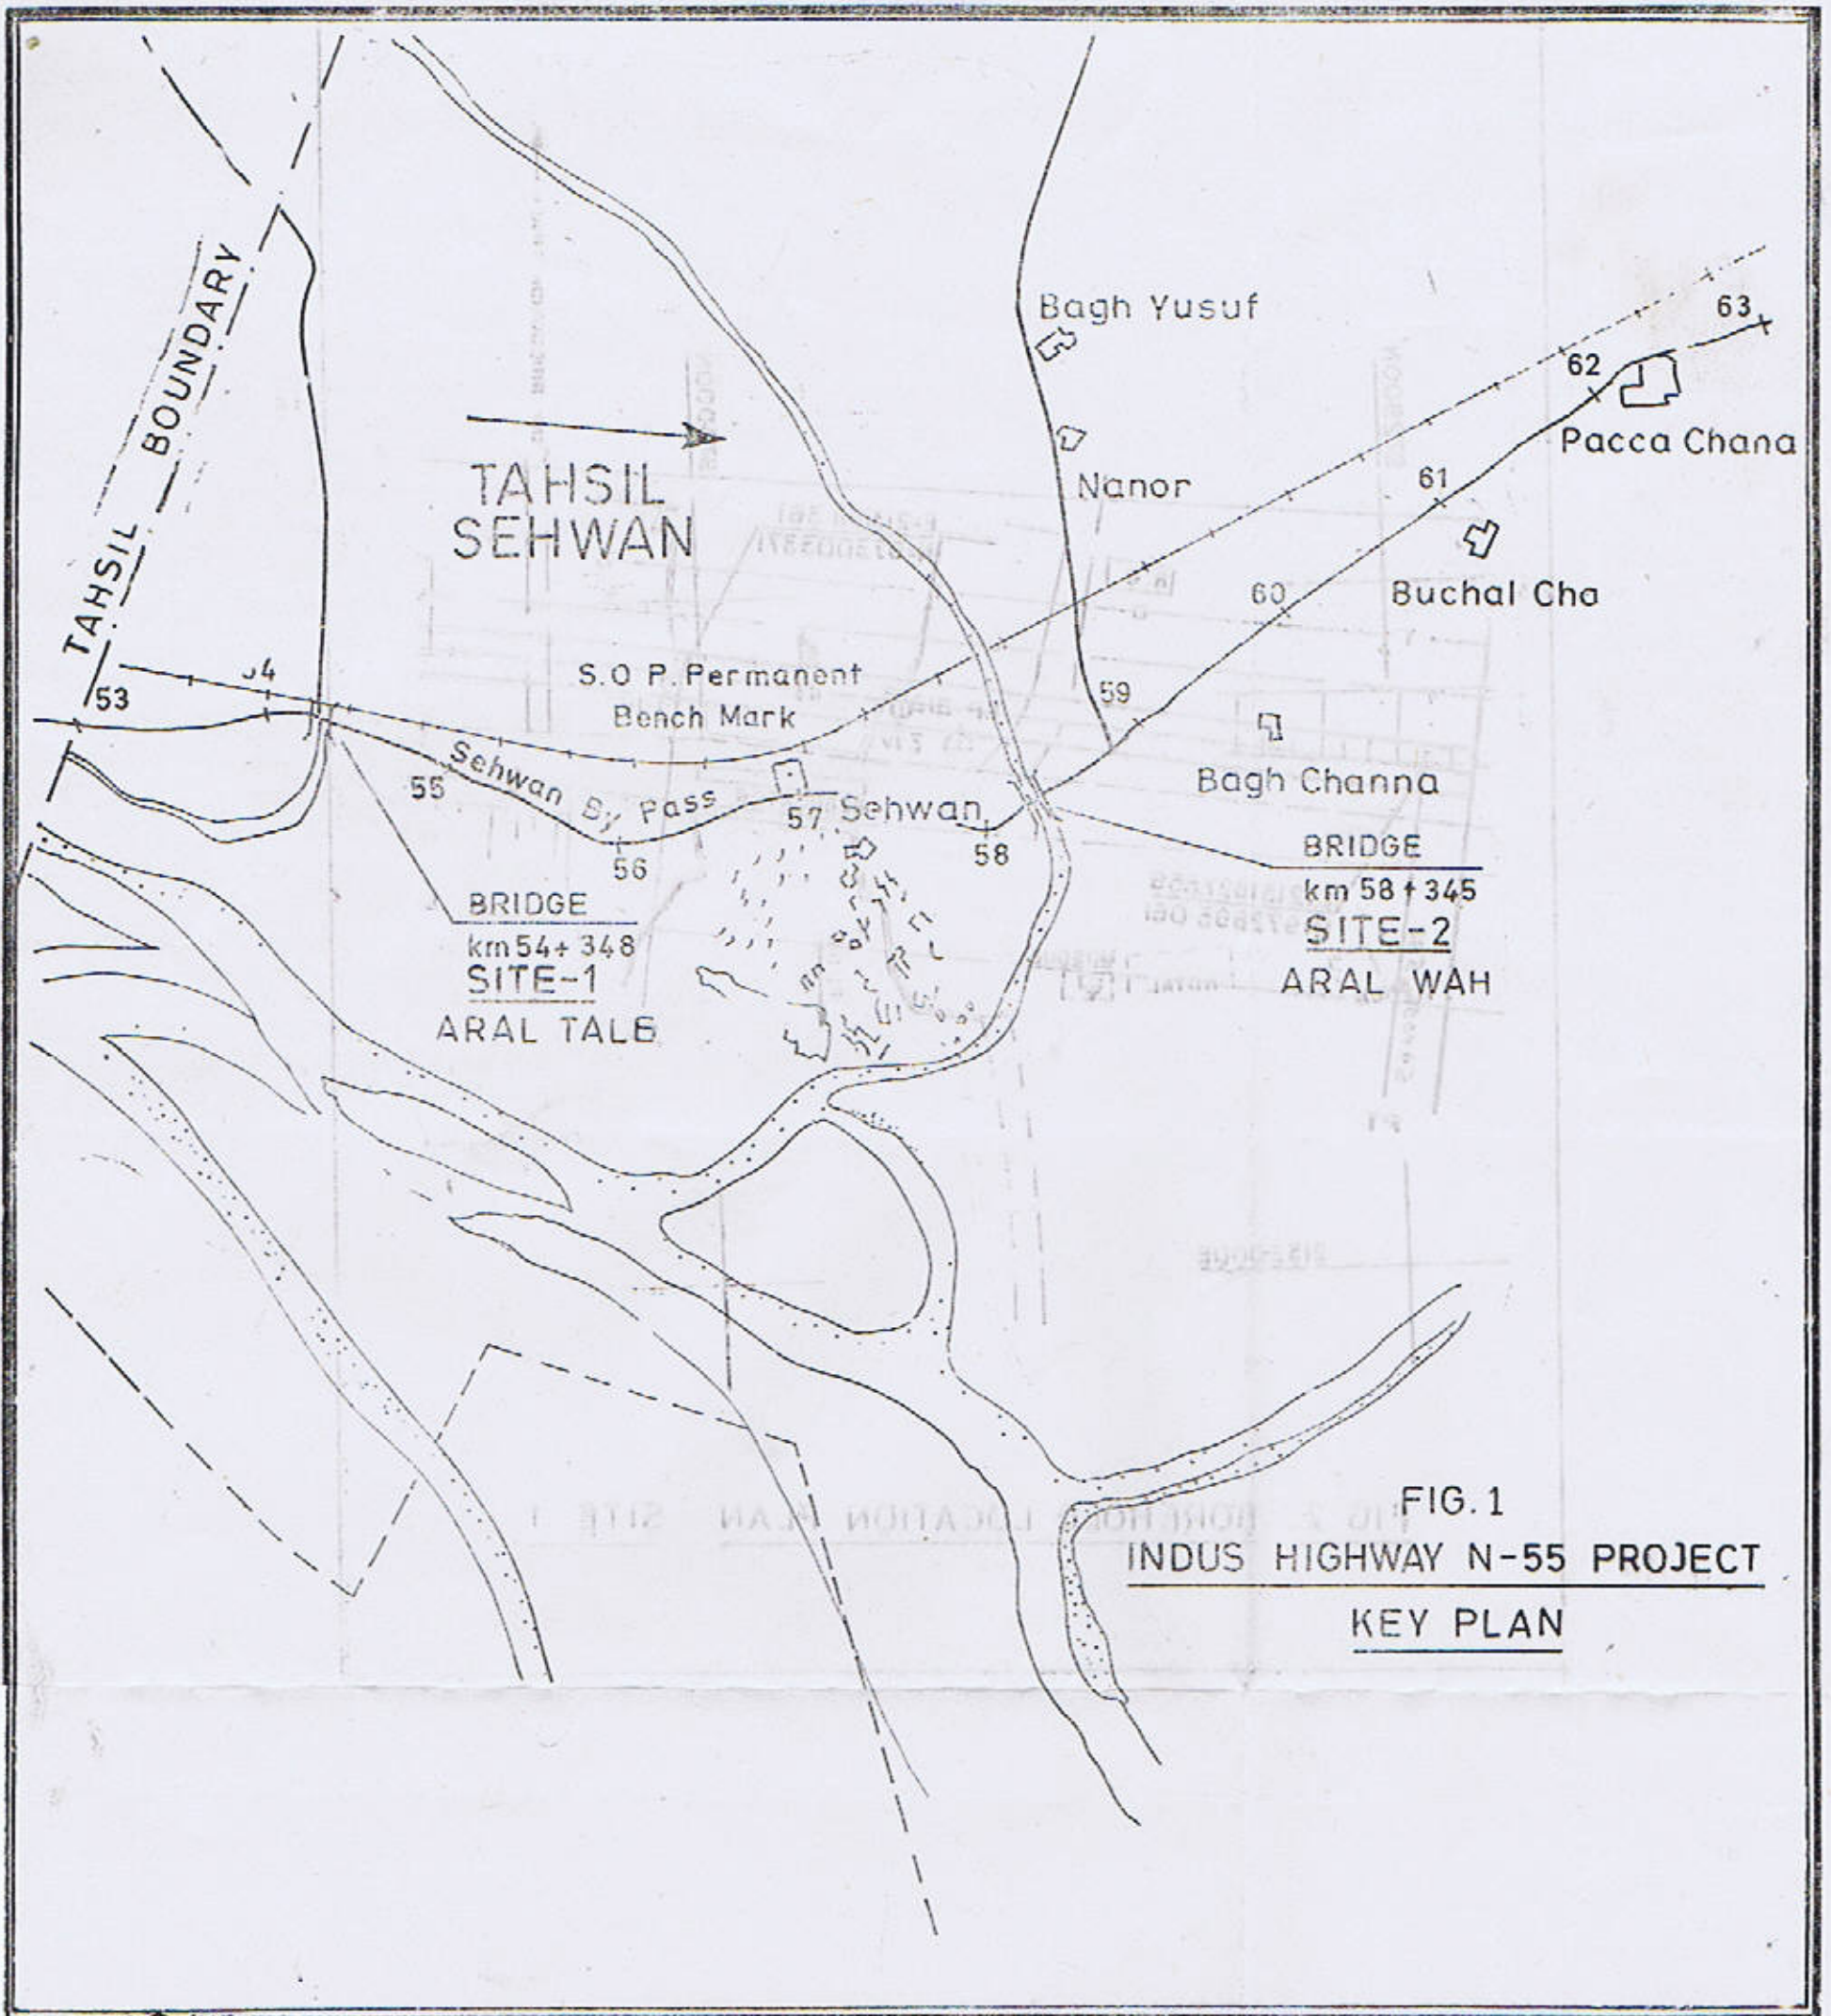 TAHSIL BOUNDARY
TAHSIL
SEHWAN
Bagh Yusuf
Nanor
63
62
Pacca Chana
61
Buchal Cha
60
59
Bagh Channa
S.O P. Permanent
Bench Mark
53
54
55
Sehwan By Pass
56
57
Sehwan
58
BRIDGE
km 54+ 348
SITE-1
ARAL TALB
BRIDGE
km 58+345
SITE-2
ARAL WAH
FIG.1
INDUS HIGHWAY N-55 PROJECT
KEY PLAN